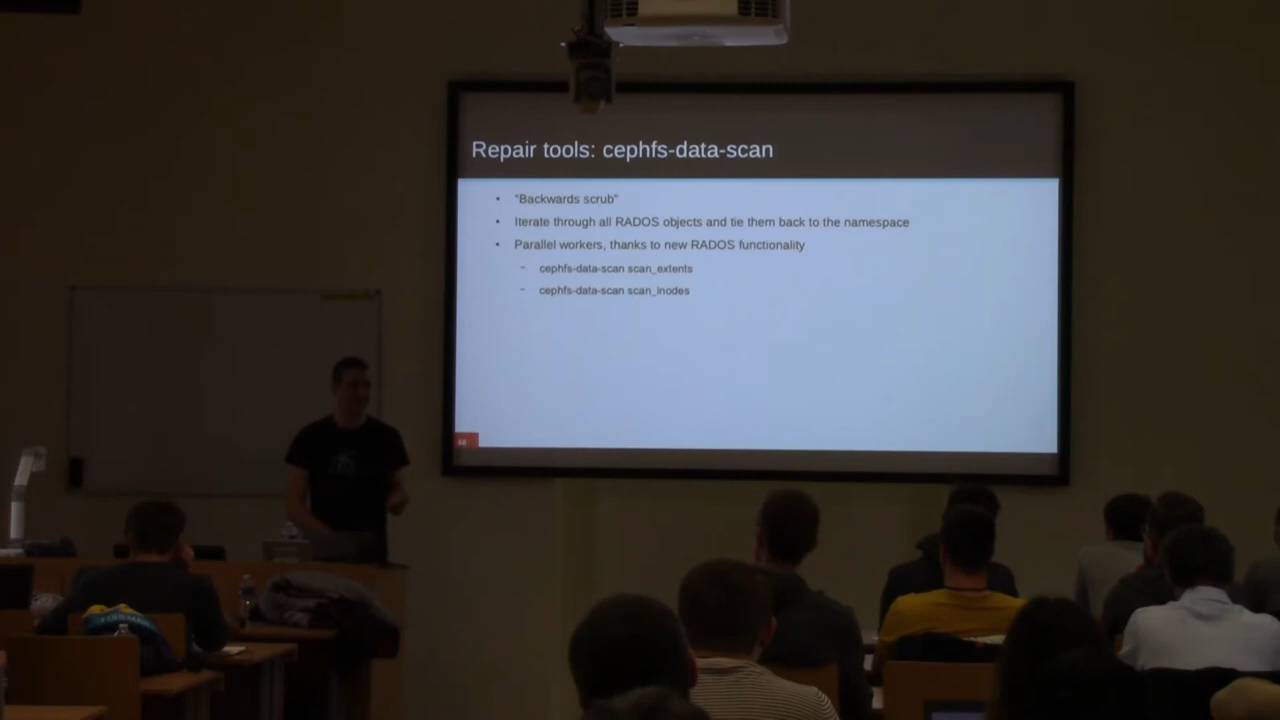 Repair tools: cephfs-data-scan
• "Backwards scrub"
• Iterate through all RADOS objects and tie them back to the namespace
• Parallel workers, thanks to new RADOS functionality
– cephfs-data-scan scan_extents
– cephfs-data-scan scan_inodes